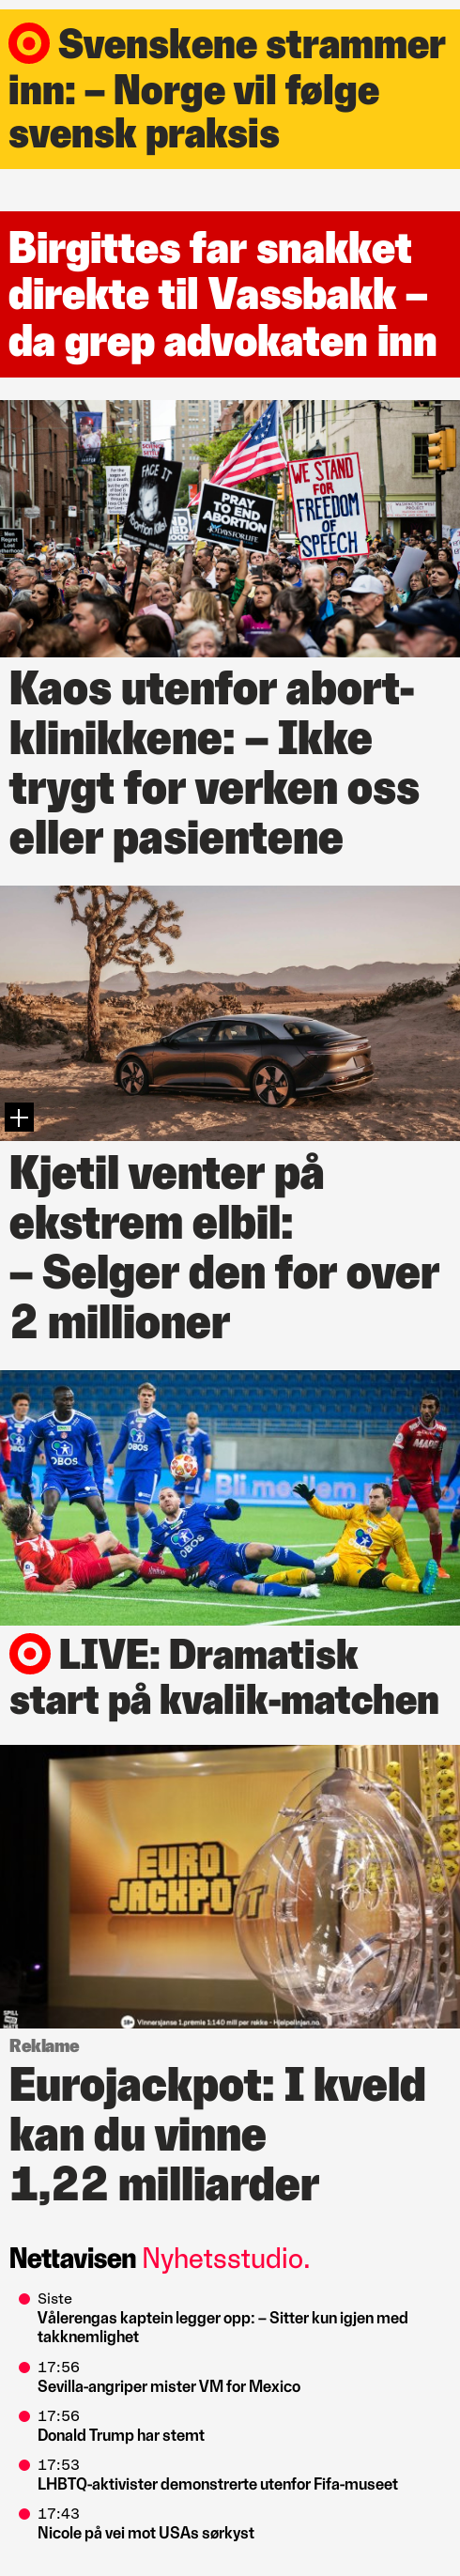 Svenskene strammer
inn: – Norge vil følge
svensk praksis
Birgittes far snakket
direkte til Vassbakk –
da grep advokaten inn
FACE IT
PRAY
TO END
ABORTION
WE STAND
FOR
FREEDOM
OF
SPEECH
Kaos utenfor abort-
klinikkene: – Ikke
trygt for verken oss
eller pasientene
Kjetil venter på
ekstrem elbil:
– Selger den for over
2 millioner
OBOS
OBOS
OBOS
Bli medlem
LIVE: Dramatisk
start på kvalik-matchen
EURO
JACKPOT
18+ Vinnersjanse 1.premie 1:140 mill per rekke - Hjelpelinjen.no.
Reklame
Eurojackpot: I kveld
kan du vinne
1,22 milliarder
Nettavisen Nyhetsstudio.
Siste
Vålerengas kaptein legger opp: – Sitter kun igjen med
takknemlighet
17:56
Sevilla-angriper mister VM for Mexico
17:56
Donald Trump har stemt
17:53
LHBTQ-aktivister demonstrerte utenfor Fifa-museet
17:43
Nicole på vei mot USAs sørkyst